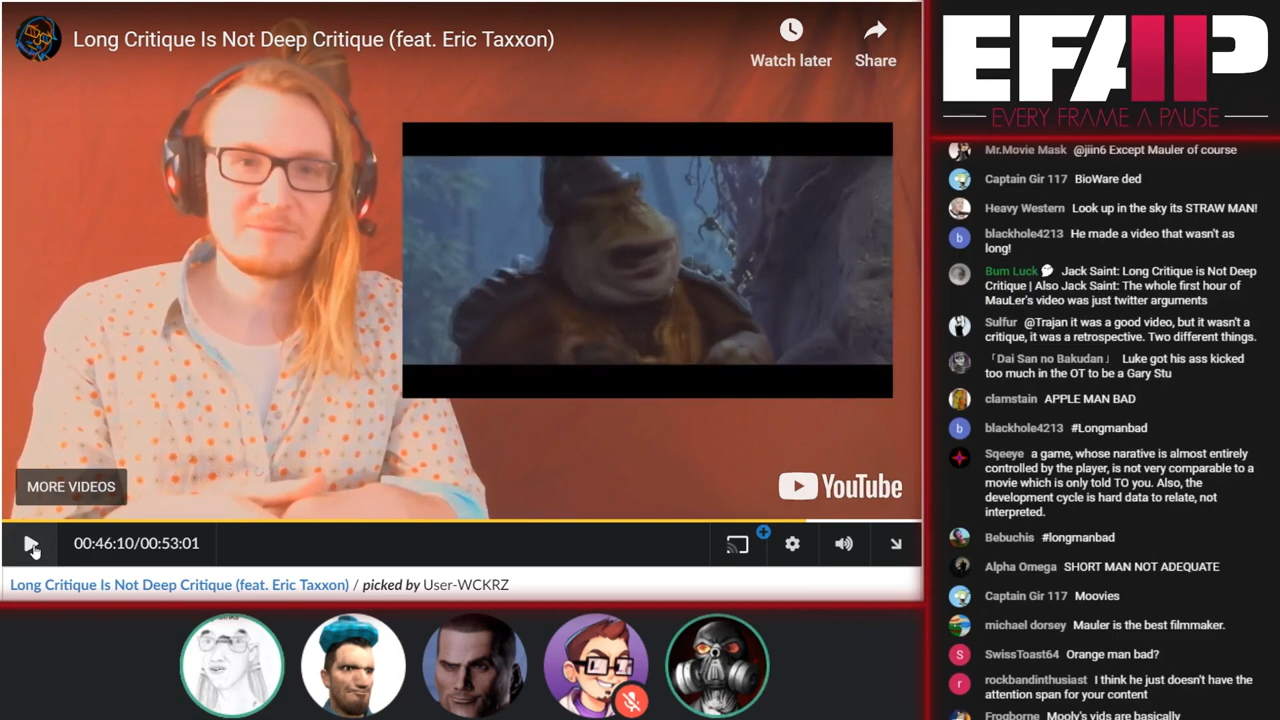 Long Critique Is Not Deep Critique (feat. Eric Taxxon)
Watch later
Share
MORE VIDEOS
YouTube
00:46:10/00:53:01
Long Critique Is Not Deep Critique (feat. Eric Taxxon) / picked by User-WCKRZ
EFAP
EVERY FRAME A PAUSE
Mr.Movie Mask @jiin6 Except Mauler of course
Captain Gir 117 BioWare ded
Heavy Western Look up in the sky its STRAW MAN!
b
blackhole4213 He made a video that wasn't as
long!
Bum Luck Jack Saint: Long Critique is Not Deep
Critique | Also Jack Saint: The whole first hour of
MauLer's video was just twitter arguments
Sulfur @Trajan it was a good video, but it wasn't a
critique, it was a retrospective. Two different things.
「Dai San no Bakudan」 Luke got his ass kicked
too much in the OT to be a Gary Stu
clamstain APPLE MAN BAD
b
blackhole4213 #Longmanbad
Sqeeye a game, whose narative is almost entirely
controlled by the player, is not very comparable to a
movie which is only told TO you. Also, the
development cycle is hard data to relate, not
interpreted.
Bebuchis #longmanbad
Alpha Omega SHORT MAN NOT ADEQUATE
Captain Gir 117 Moovies
michael dorsey Mauler is the best filmmaker.
S
SwissToast64 Orange man bad?
r
rockbandinthusiast I think he just doesn't have the
attention span for your content
Frogborne Mooly's vids are basically